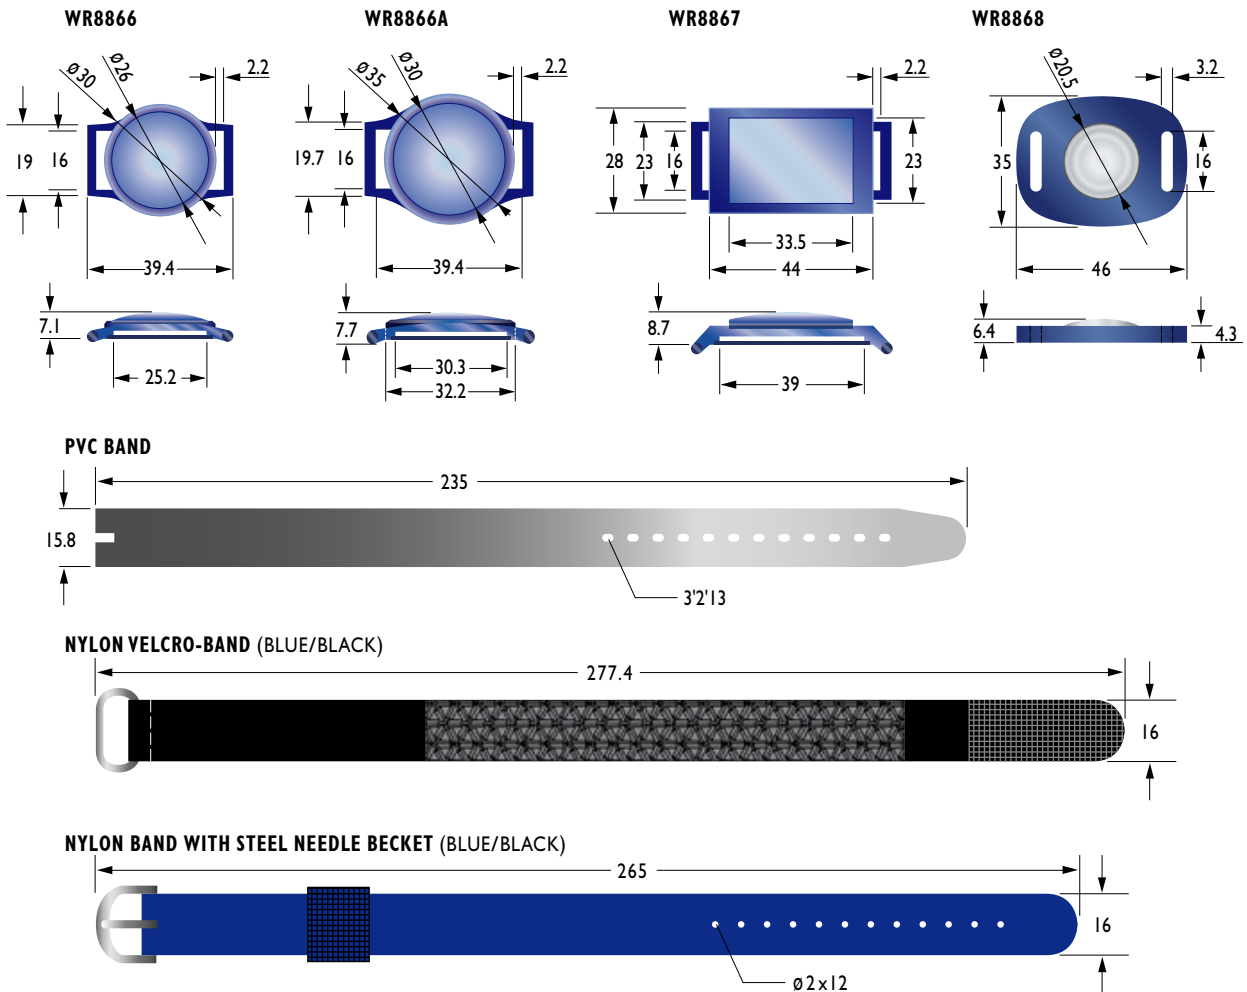 WR8866 WR8866A WR8867 WR8868
ø30 ø26 2.2 ø35 ø30 2.2 2.2 ø20.5 3.2
19 16 19.7 16 28 23 16 23 35 16
39.4 39.4 33.5 46
44
7.1 7.7 8.7 6.4 4.3
25.2 30.3 39
32.2
PVC BAND
235
15.8
3'2'13
NYLON VELCRO-BAND (BLUE/BLACK)
277.4
16
NYLON BAND WITH STEEL NEEDLE BECKET (BLUE/BLACK)
265
16
ø2x12